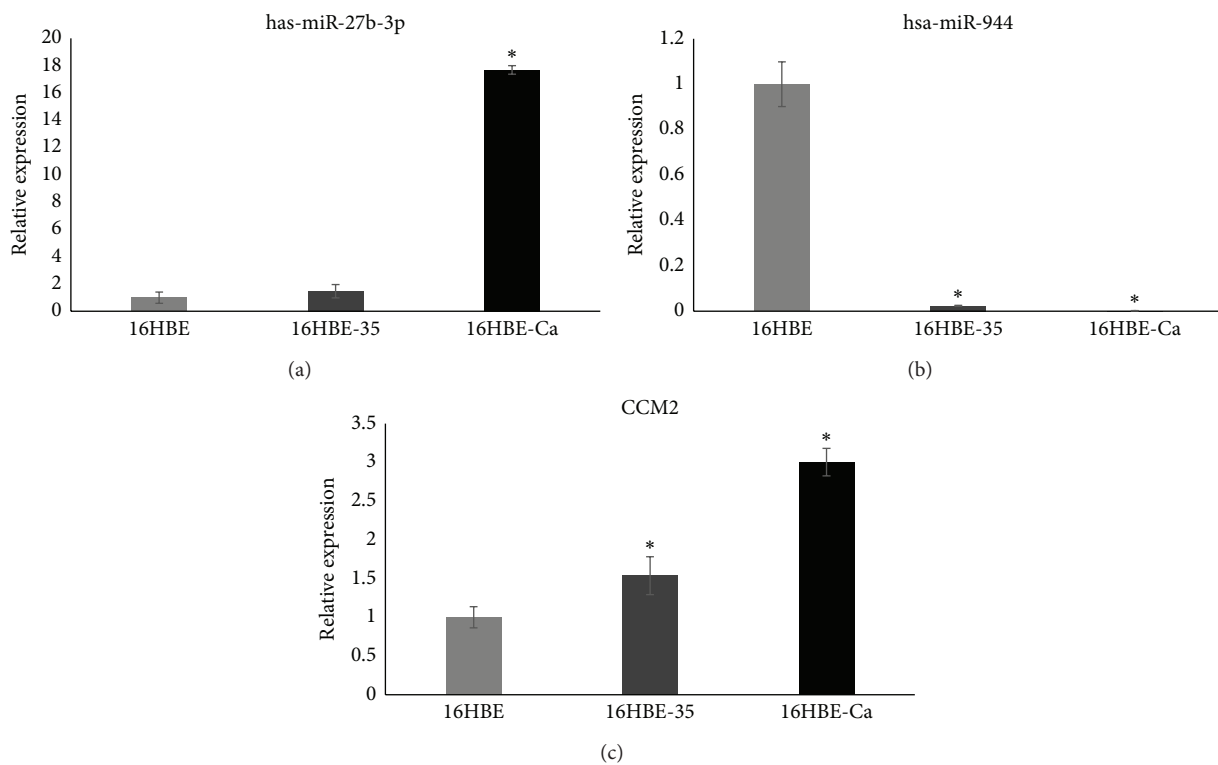 has-miR-27b-3p
Relative expression
20
18
16
14
12
10
8
6
4
2
0
*
16HBE 16HBE-35 16HBE-Ca
(a)
hsa-miR-944
Relative expression
1.2
1
0.8
0.6
0.4
0.2
0
* *
16HBE 16HBE-35 16HBE-Ca
(b)
CCM2
Relative expression
3.5
3
2.5
2
1.5
1
0.5
0
* *
16HBE 16HBE-35 16HBE-Ca
(c)